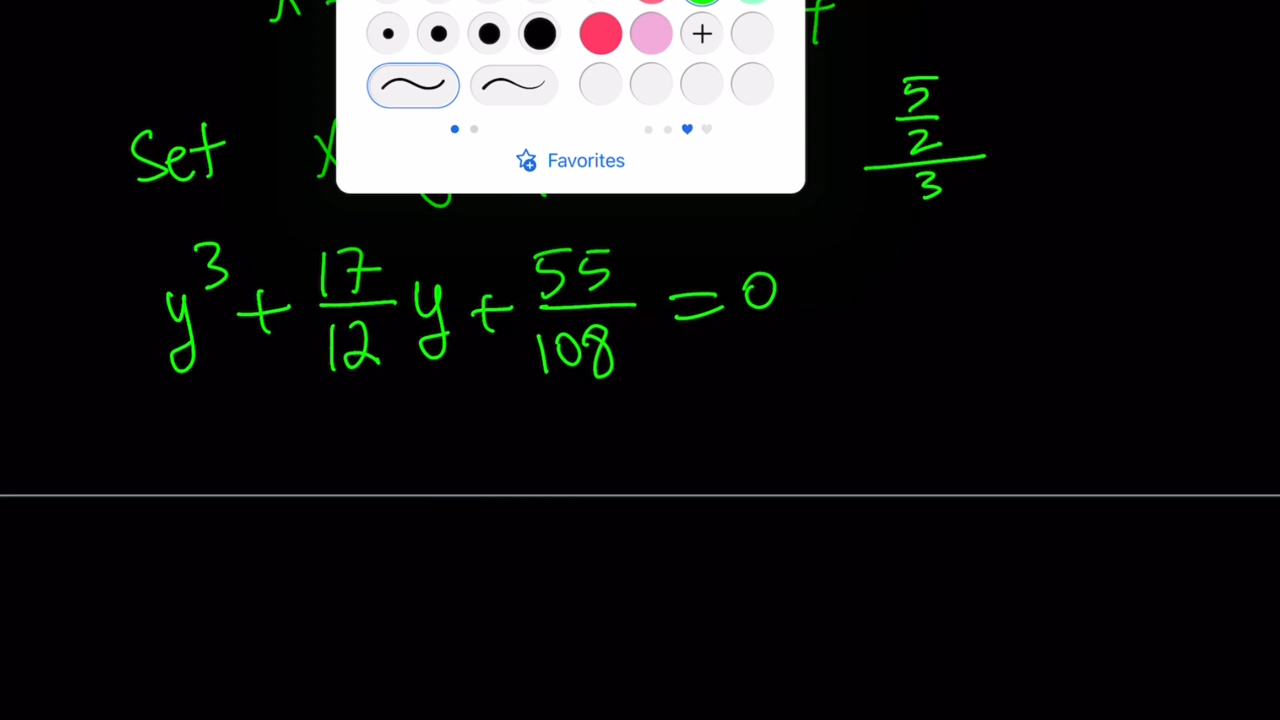 Set x
5/2
/3
y³ + 17/12 y + 55/108 = 0
+
Favorites